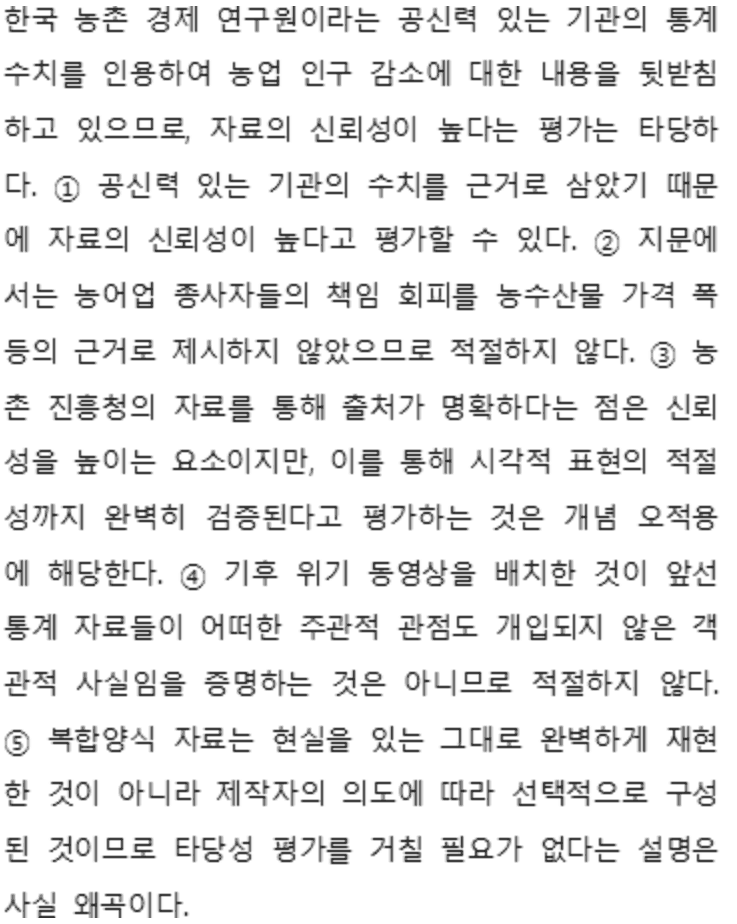 한국 농촌 경제 연구원이라는 공신력 있는 기관의 통계
수치를 인용하여 농업 인구 감소에 대한 내용을 뒷받침
하고 있으므로, 자료의 신뢰성이 높다는 평가는 타당하
다. ① 공신력 있는 기관의 수치를 근거로 삼았기 때문
에 자료의 신뢰성이 높다고 평가할 수 있다. ② 지문에
서는 농어업 종사자들의 책임 회피를 농수산물 가격 폭
등의 근거로 제시하지 않았으므로 적절하지 않다. ③ 농
촌 진흥청의 자료를 통해 출처가 명확하다는 점은 신뢰
성을 높이는 요소이지만, 이를 통해 시각적 표현의 적절
성까지 완벽히 검증된다고 평가하는 것은 개념 오적용
에 해당한다. ④ 기후 위기 동영상을 배치한 것이 앞선
통계 자료들이 어떠한 주관적 관점도 개입되지 않은 객
관적 사실임을 증명하는 것은 아니므로 적절하지 않다.
⑤ 복합양식 자료는 현실을 있는 그대로 완벽하게 재현
한 것이 아니라 제작자의 의도에 따라 선택적으로 구성
된 것이므로 타당성 평가를 거칠 필요가 없다는 설명은
사실 왜곡이다.